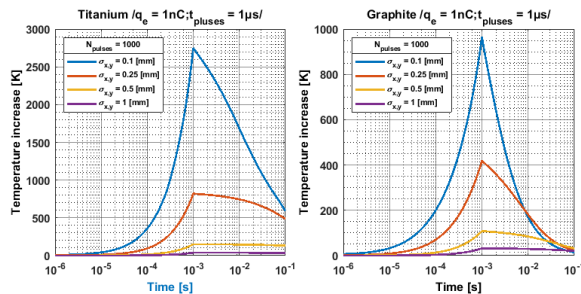 Titanium /q_e = 1nC;t_pluses = 1μs/
N_pulses = 1000
σ_x,y = 0.1 [mm]
σ_x,y = 0.25 [mm]
σ_x,y = 0.5 [mm]
σ_x,y = 1 [mm]
Temperature increase [K]
3000
2500
2000
1500
1000
500
0
10^-6 10^-5 10^-4 10^-3 10^-2 10^-1
Time [s]
Graphite /q_e = 1nC;t_pluses = 1μs/
N_pulses = 1000
σ_x,y = 0.1 [mm]
σ_x,y = 0.25 [mm]
σ_x,y = 0.5 [mm]
σ_x,y = 1 [mm]
Temperature increase [K]
1000
800
600
400
200
0
10^-6 10^-5 10^-4 10^-3 10^-2 10^-1
Time [s]